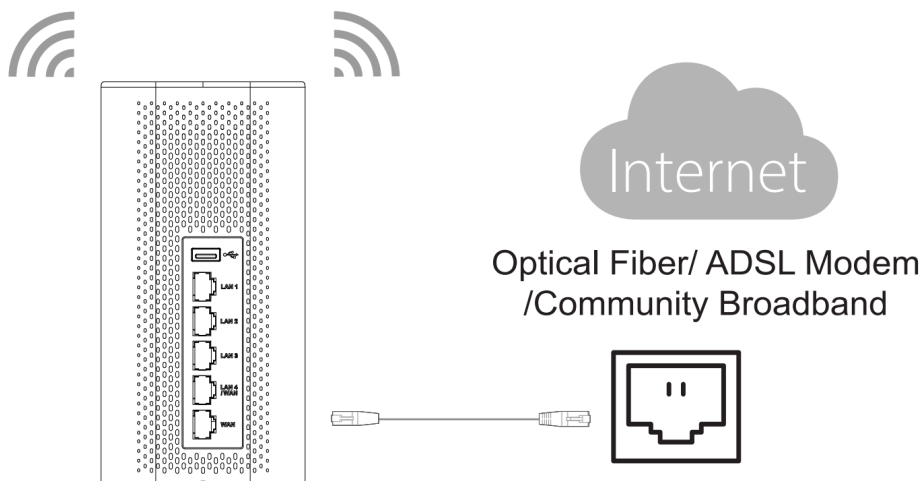 Internet
Optical Fiber/ ADSL Modem
/Community Broadband
LAN 1
LAN 2
LAN 3
LAN 4
/WAN
WAN